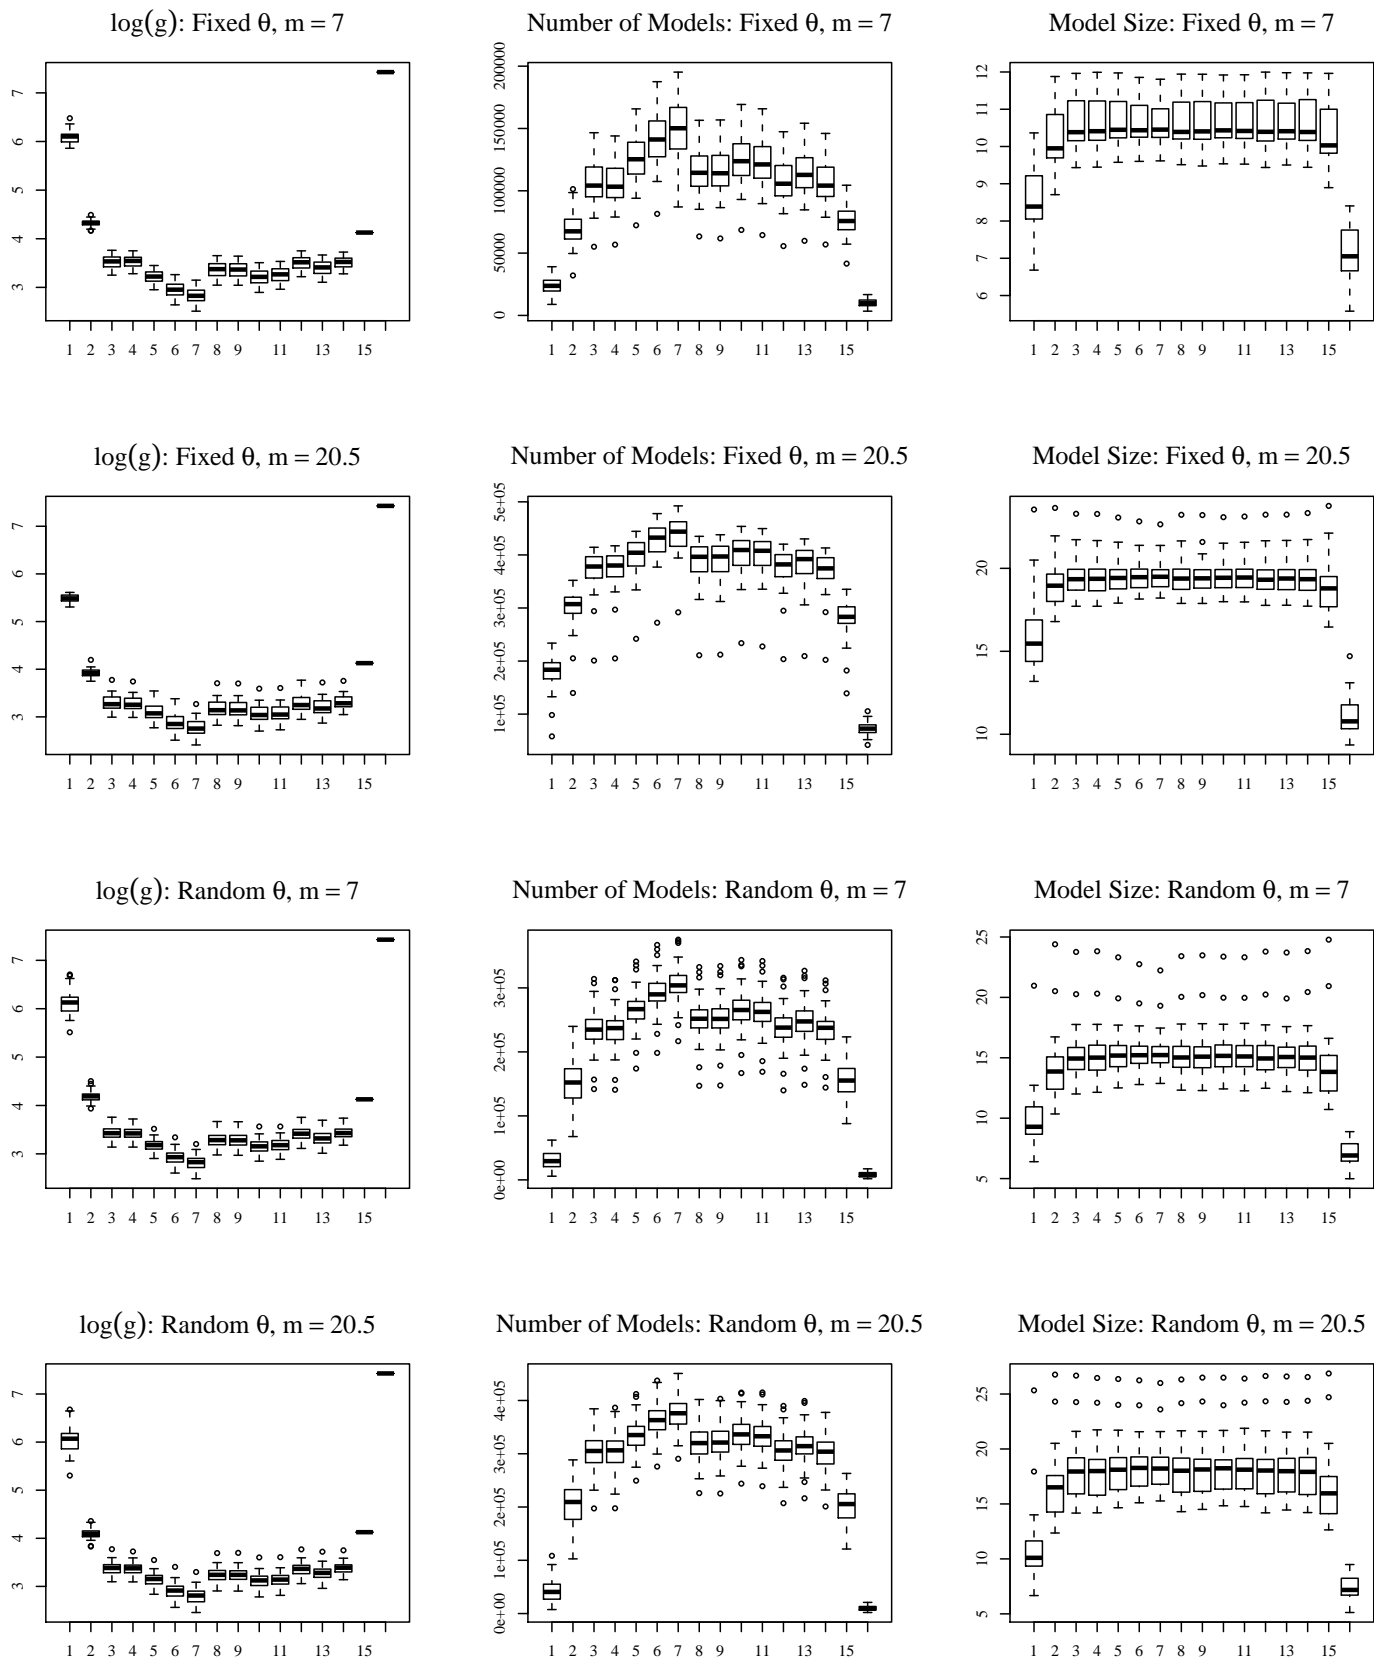 log(g): Fixed θ, m = 7
7
6
5
4
3
1 2 3 4 5 6 7 8 9 11 13 15
Number of Models: Fixed θ, m = 7
200000
150000
100000
50000
0
1 2 3 4 5 6 7 8 9 11 13 15
Model Size: Fixed θ, m = 7
12
11
10
9
8
7
6
1 2 3 4 5 6 7 8 9 11 13 15
log(g): Fixed θ, m = 20.5
7
6
5
4
3
1 2 3 4 5 6 7 8 9 11 13 15
Number of Models: Fixed θ, m = 20.5
5e+05
4e+05
3e+05
2e+05
1e+05
1 2 3 4 5 6 7 8 9 11 13 15
Model Size: Fixed θ, m = 20.5
20
15
10
1 2 3 4 5 6 7 8 9 11 13 15
log(g): Random θ, m = 7
7
6
5
4
3
1 2 3 4 5 6 7 8 9 11 13 15
Number of Models: Random θ, m = 7
3e+05
2e+05
1e+05
0e+00
1 2 3 4 5 6 7 8 9 11 13 15
Model Size: Random θ, m = 7
25
20
15
10
5
1 2 3 4 5 6 7 8 9 11 13 15
log(g): Random θ, m = 20.5
7
6
5
4
3
1 2 3 4 5 6 7 8 9 11 13 15
Number of Models: Random θ, m = 20.5
4e+05
3e+05
2e+05
1e+05
0e+00
1 2 3 4 5 6 7 8 9 11 13 15
Model Size: Random θ, m = 20.5
25
20
15
10
5
1 2 3 4 5 6 7 8 9 11 13 15